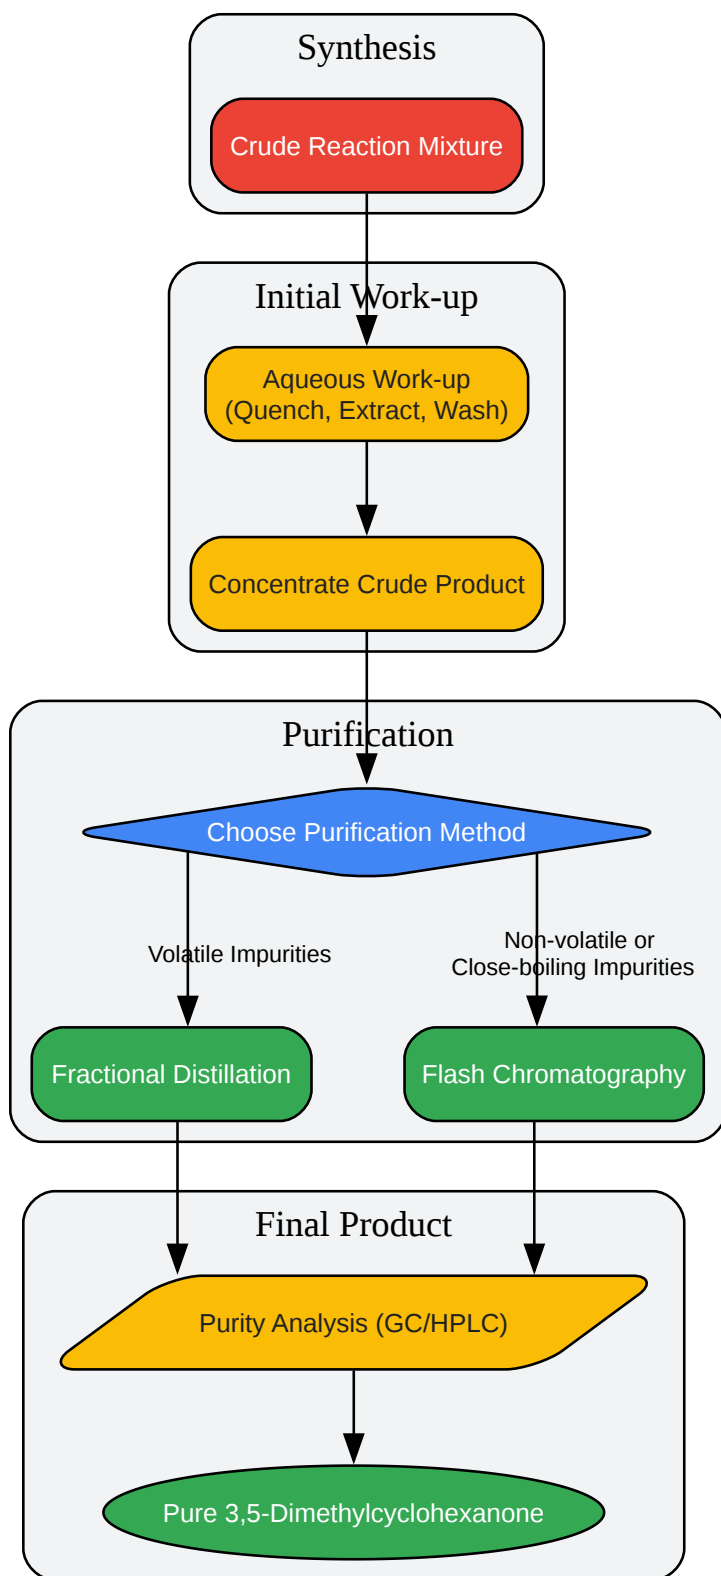 Synthesis
Crude Reaction Mixture
Initial Work-up
Aqueous Work-up
(Quench, Extract, Wash)
Concentrate Crude Product
Purification
Choose Purification Method
Volatile Impurities
Non-volatile or
Close-boiling Impurities
Fractional Distillation
Flash Chromatography
Final Product
Purity Analysis (GC/HPLC)
Pure 3,5-Dimethylcyclohexanone